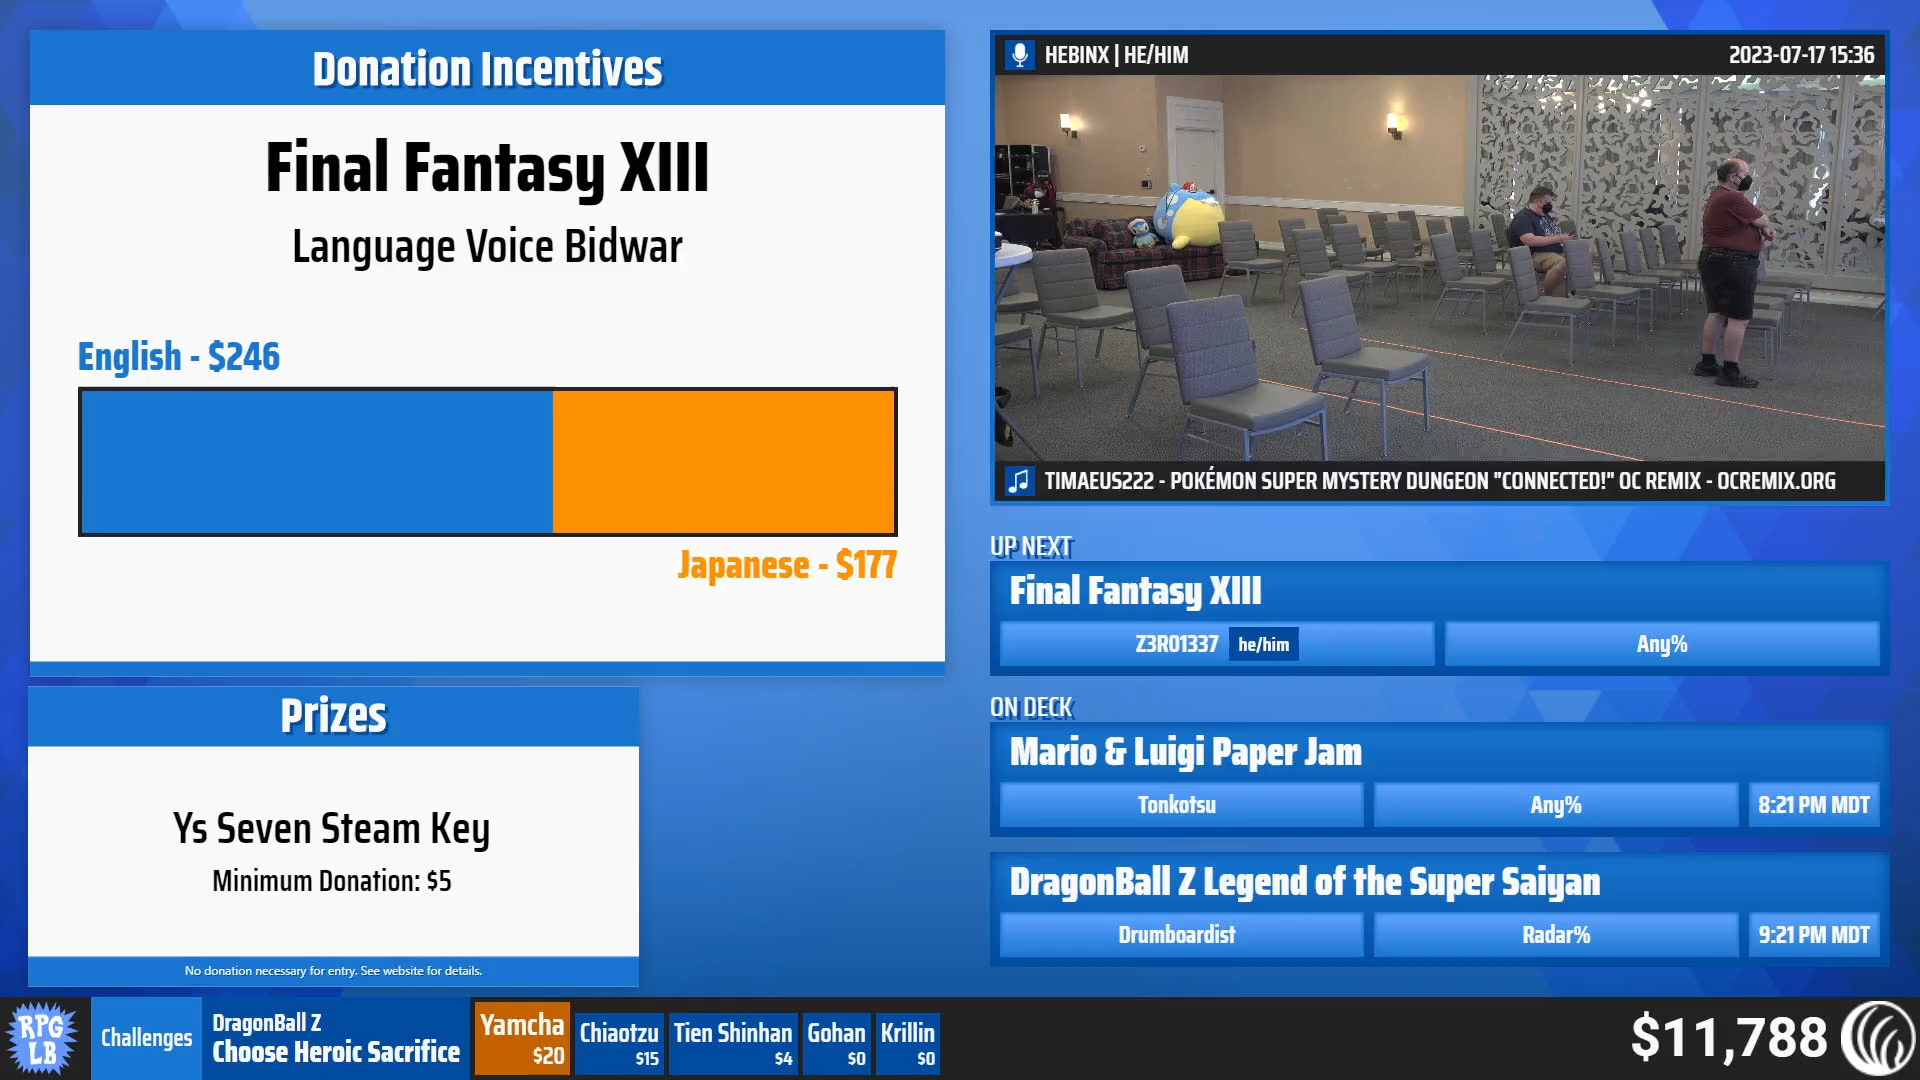 Donation Incentives
Final Fantasy XIII
Language Voice Bidwar
English - $246
Japanese - $177
Prizes
Ys Seven Steam Key
Minimum Donation: $5
No donation necessary for entry. See website for details.
HEBINX | HE/HIM
2023-07-17 15:36
TIMAEUS222 - POKÉMON SUPER MYSTERY DUNGEON "CONNECTED!" OC REMIX - OCREMIX.ORG
UP NEXT
Final Fantasy XIII
Z3R01337 he/him
Any%
ON DECK
Mario & Luigi Paper Jam
Tonkotsu
Any%
8:21 PM MDT
DragonBall Z Legend of the Super Saiyan
Drumboardist
Radar%
9:21 PM MDT
RPG
LB
Challenges
DragonBall Z
Choose Heroic Sacrifice
Yamcha
$20
Chiaotzu
$15
Tien Shinhan
$4
Gohan
$0
Krillin
$0
$11,788